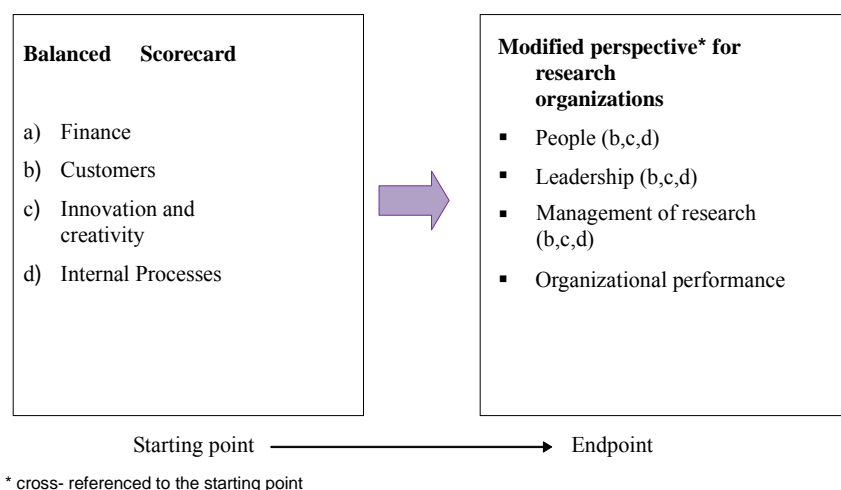 Balanced Scorecard
a) Finance
b) Customers
c) Innovation and
creativity
d) Internal Processes
Modified perspective* for
research
organizations
▪ People (b,c,d)
▪ Leadership (b,c,d)
▪ Management of research
(b,c,d)
▪ Organizational performance
Starting point
Endpoint
* cross- referenced to the starting point